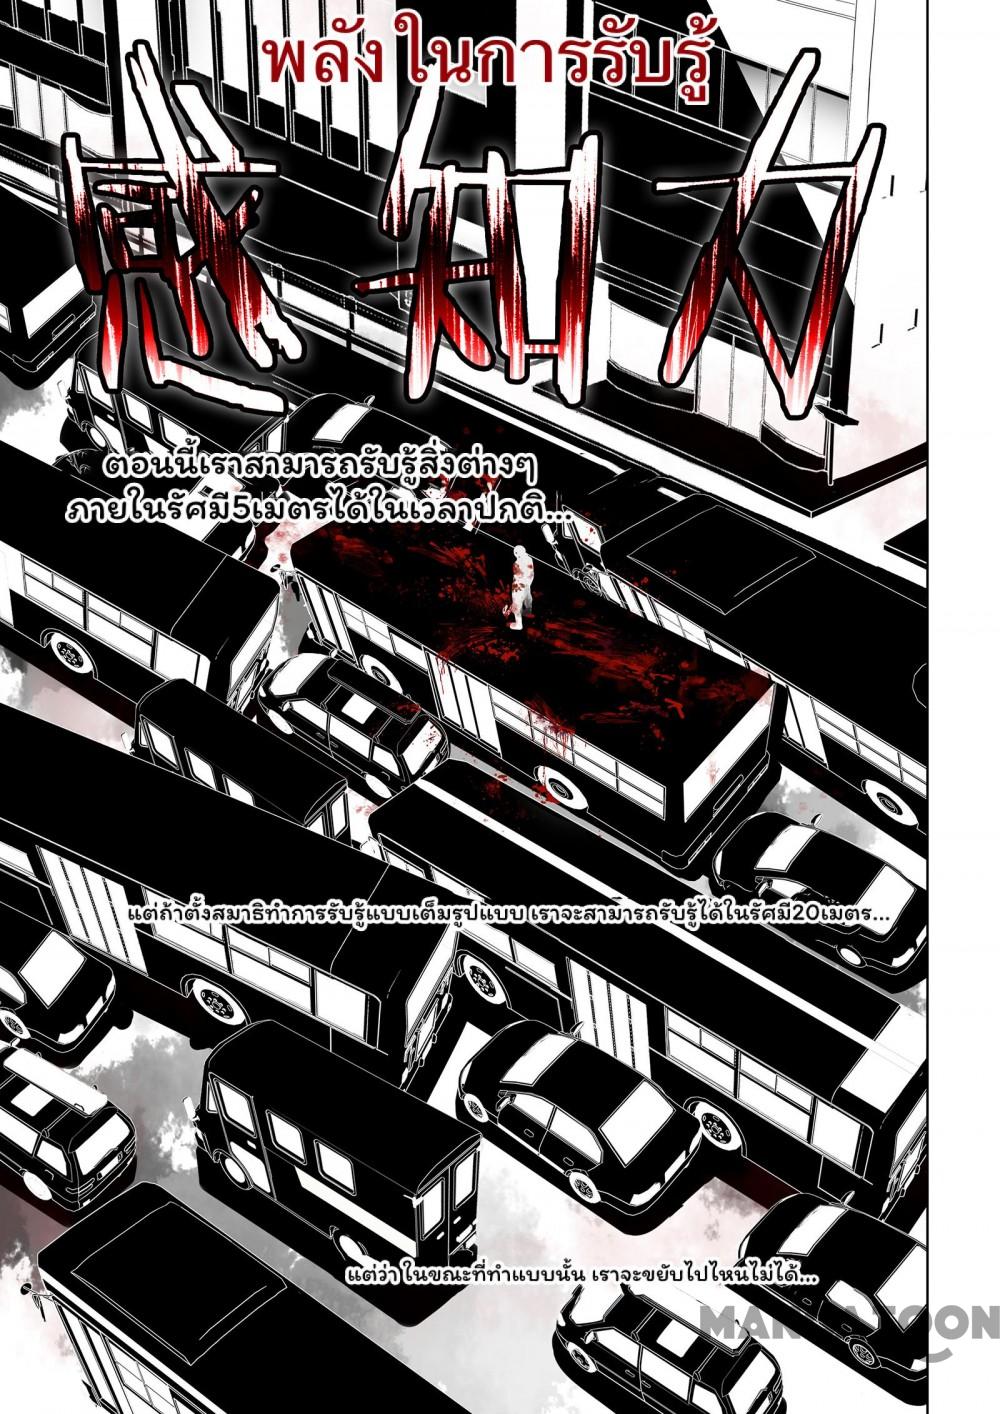 พลังในการรับรู้
感知力
ตอนนี้เราสามารถรับรู้สิ่งต่างๆ
ภายในรัศมี5เมตรได้ในเวลาปกติ...
แต่ถ้าตั้งสมาธิทำการรับรู้แบบเต็มรูปแบบ เราจะสามารถรับรู้ได้ในรัศมี20เมตร...
แต่ว่า ในขณะที่ทำแบบนั้น เราจะขยับไปไหนไม่ได้...
MANGATOON